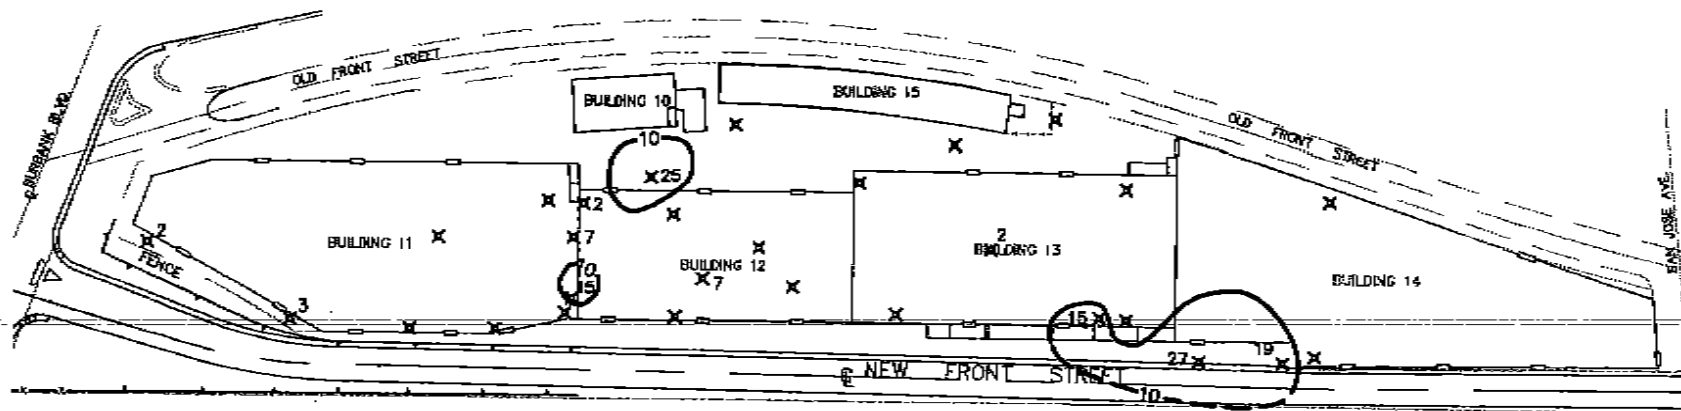 OLD FRONT STREET
BUILDING 10
BUILDING 15
BURBANK BLVD
10
OLD FRONT STREET
25
2
2
7
BUILDING 11
2
BUILDING 13
SAN JOSE AVE
FENCE
BUILDING 12
7
10
15
BUILDING 14
3
15
27
19
NEW FRONT STREET
10